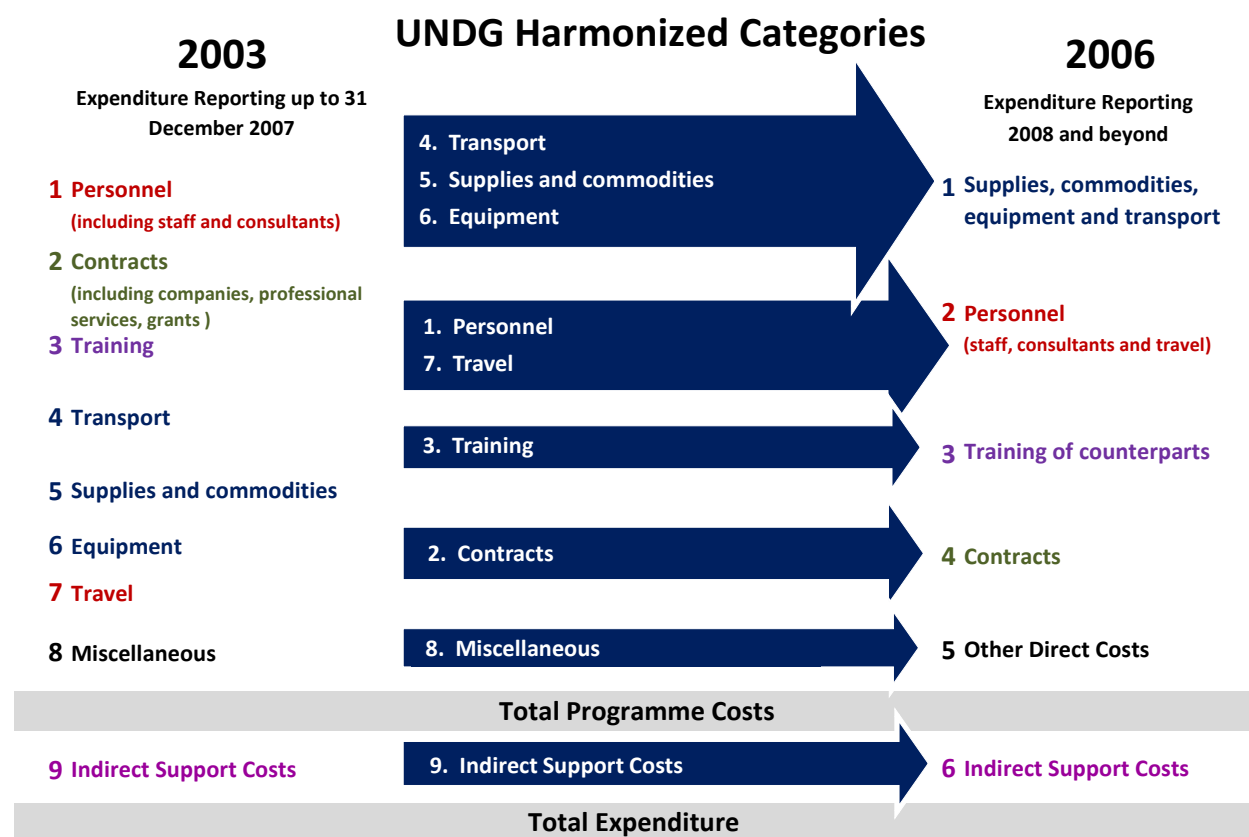 UNDG Harmonized Categories
2003
Expenditure Reporting up to 31
December 2007
1 Personnel
(including staff and consultants)
2 Contracts
(including companies, professional
services, grants )
3 Training
4 Transport
5 Supplies and commodities
6 Equipment
7 Travel
8 Miscellaneous
4. Transport
5. Supplies and commodities
6. Equipment
1. Personnel
7. Travel
3. Training
2. Contracts
8. Miscellaneous
2006
Expenditure Reporting
2008 and beyond
1 Supplies, commodities,
equipment and transport
2 Personnel
(staff, consultants and travel)
3 Training of counterparts
4 Contracts
5 Other Direct Costs
Total Programme Costs
9 Indirect Support Costs
9. Indirect Support Costs
6 Indirect Support Costs
Total Expenditure